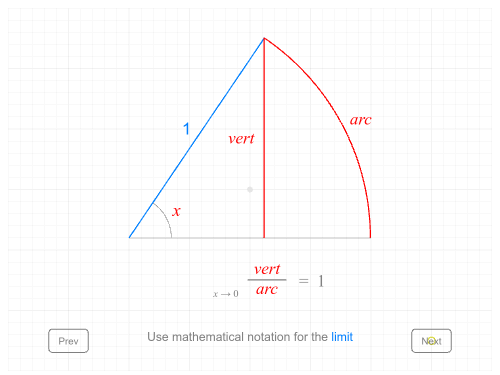 1
vert
arc
x
vert
arc
x → 0
= 1
Prev
Use mathematical notation for the limit
Next